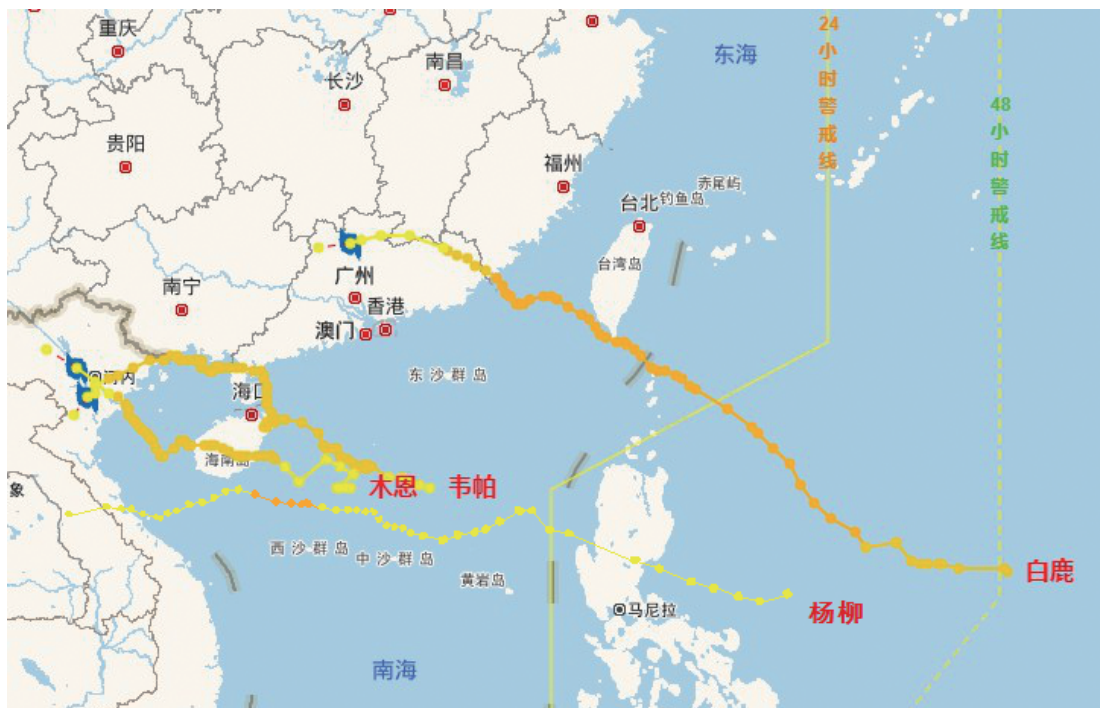 重庆
南昌
长沙
东海
24小时警戒线
48小时警戒线
贵阳
福州
赤尾屿
钓鱼岛
台北
台湾岛
广州
南宁
香港
澳门
河内
东沙群岛
海口
海南岛
木恩
韦帕
象
西沙群岛
中沙群岛
黄岩岛
白鹿
马尼拉
杨柳
南海